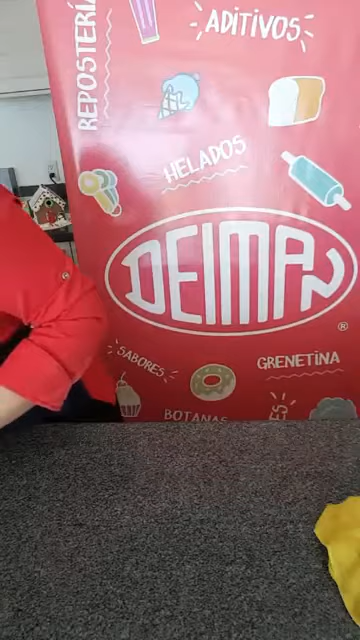 REPOSTERÍA
ADITIVOS
HELADOS
DEIMAN
®
SABORES
GRENETINA
BOTANAS